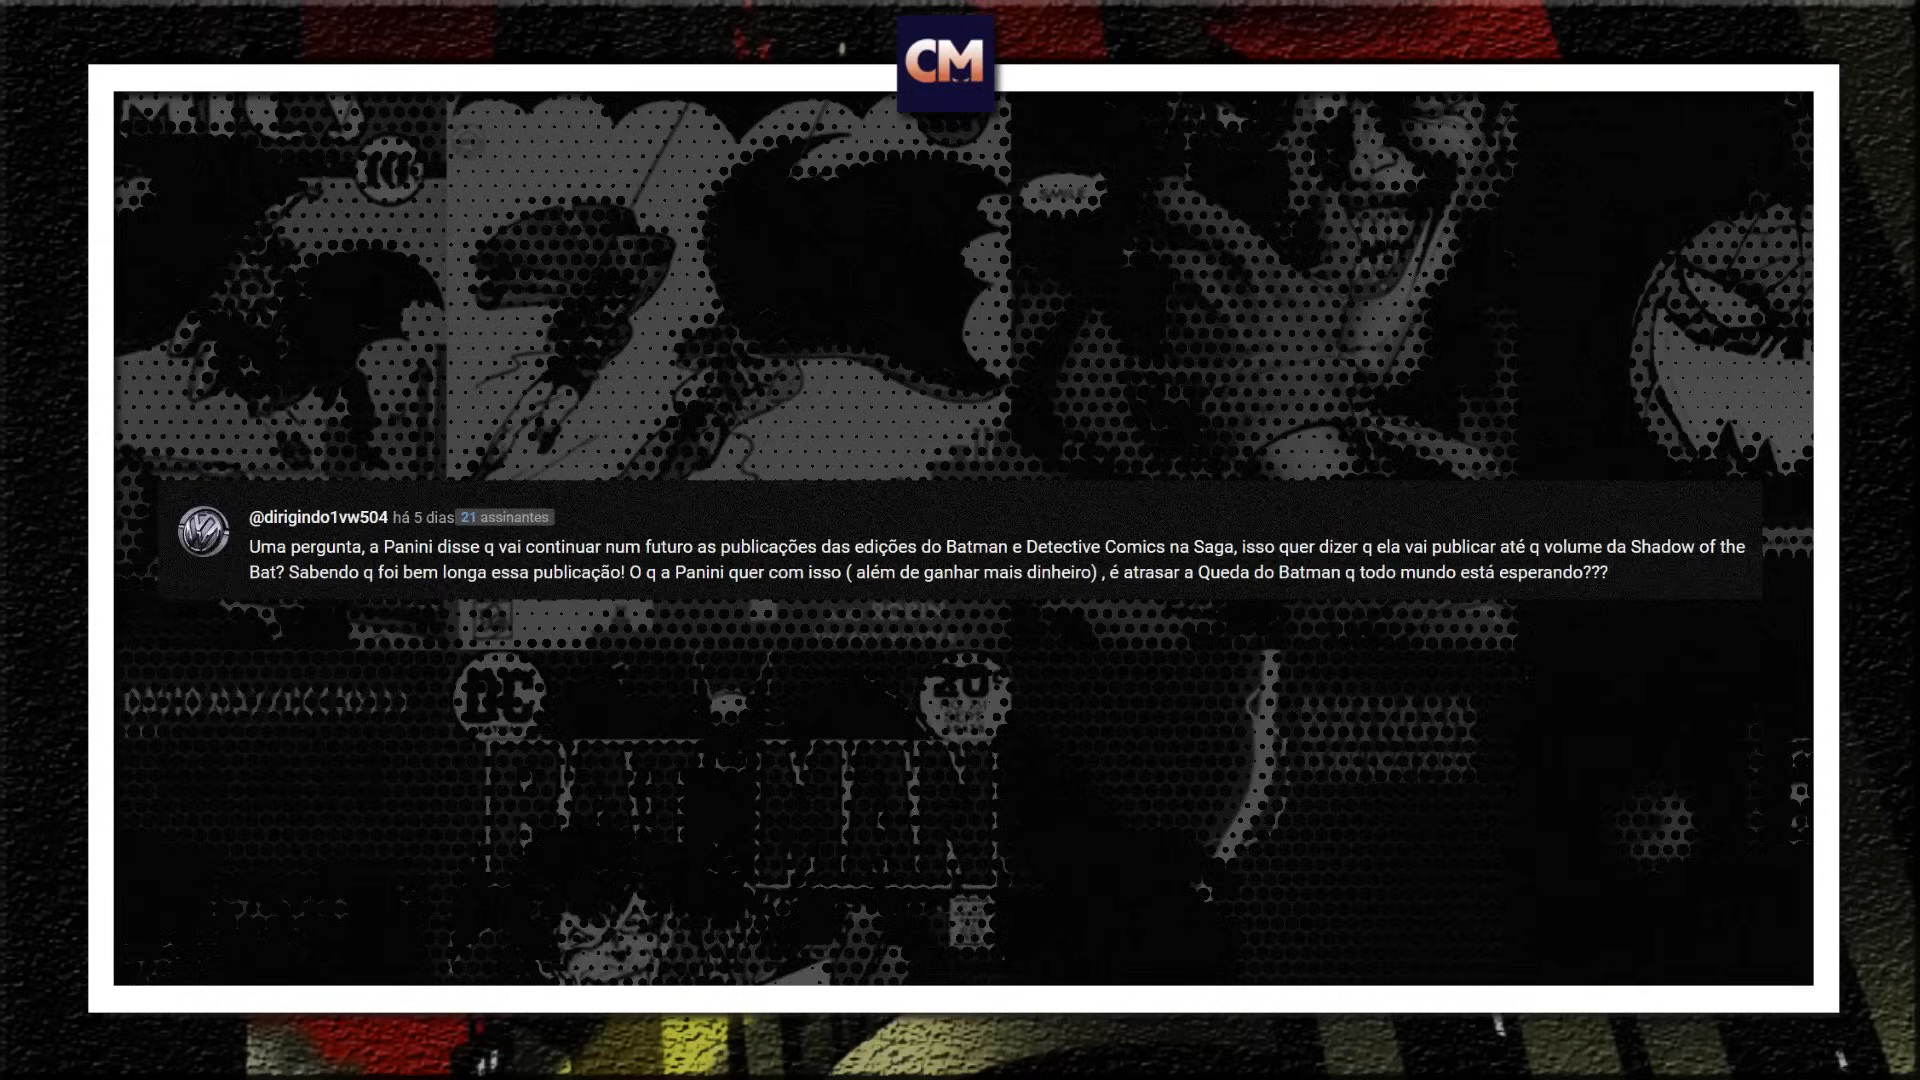 CM
@dirigindo1vw504 há 5 dias 21 assinantes
Uma pergunta, a Panini disse q vai continuar num futuro as publicações das edições do Batman e Detective Comics na Saga, isso quer dizer q ela vai publicar até q volume da Shadow of the
Bat? Sabendo q foi bem longa essa publicação! O q a Panini quer com isso ( além de ganhar mais dinheiro) , é atrasar a Queda do Batman q todo mundo está esperando???
DC